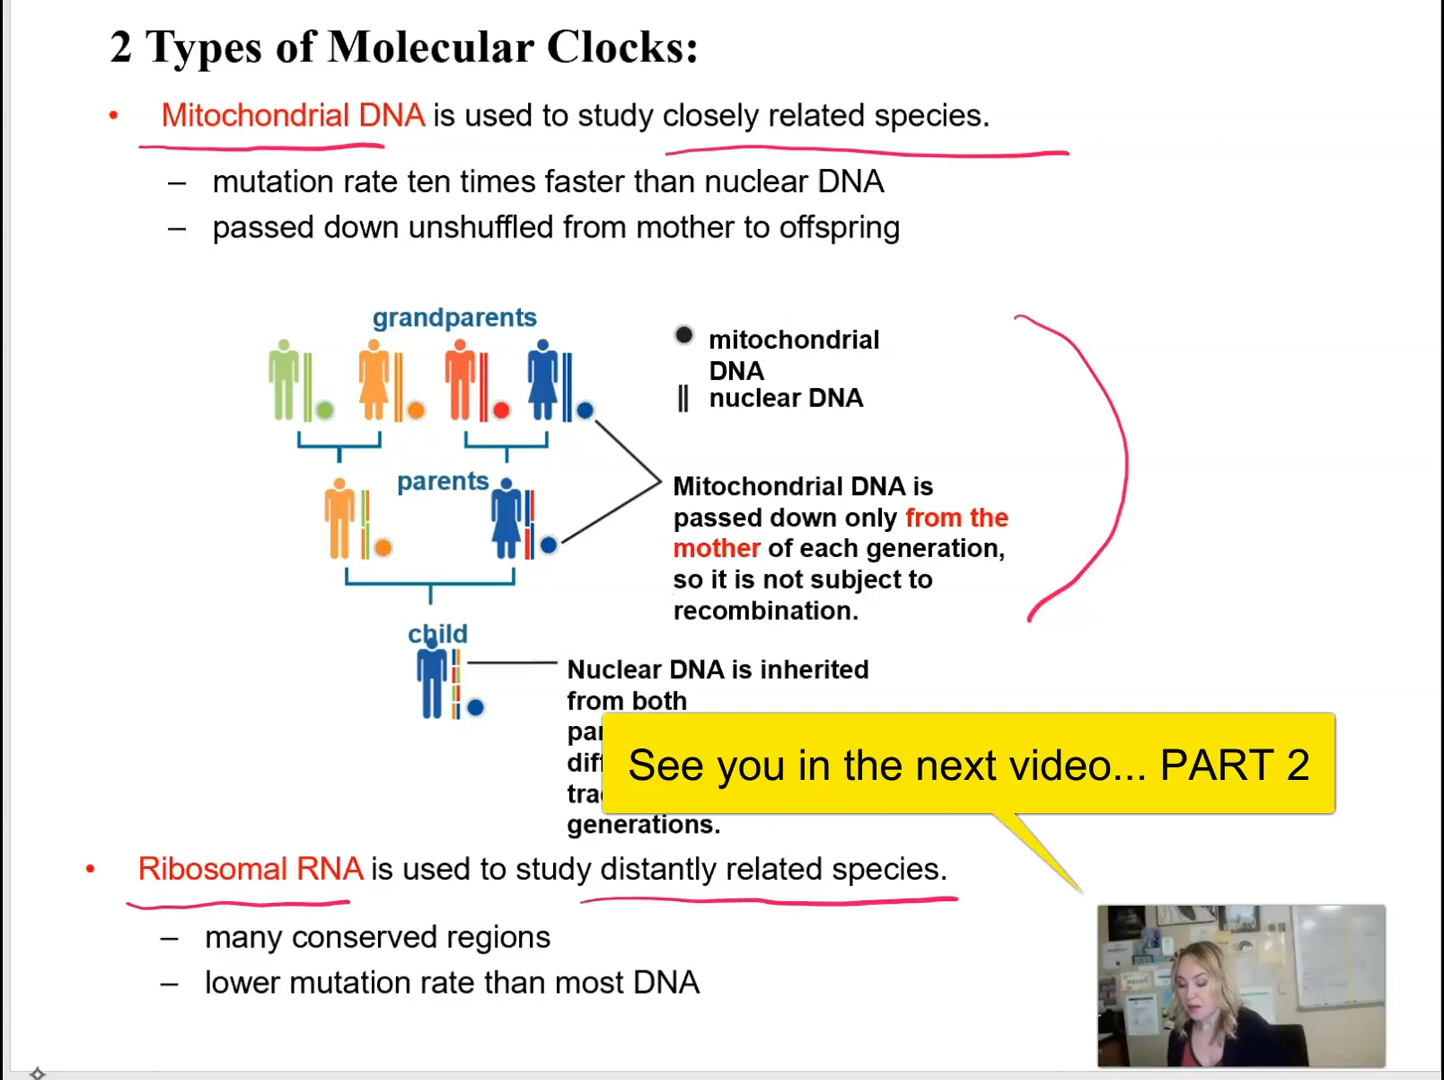 2 Types of Molecular Clocks:
• Mitochondrial DNA is used to study closely related species.
– mutation rate ten times faster than nuclear DNA
– passed down unshuffled from mother to offspring
grandparents
mitochondrial
DNA
nuclear DNA
parents
Mitochondrial DNA is
passed down only from the
mother of each generation,
so it is not subject to
recombination.
child
Nuclear DNA is inherited
from both
generations.
See you in the next video... PART 2
• Ribosomal RNA is used to study distantly related species.
– many conserved regions
– lower mutation rate than most DNA